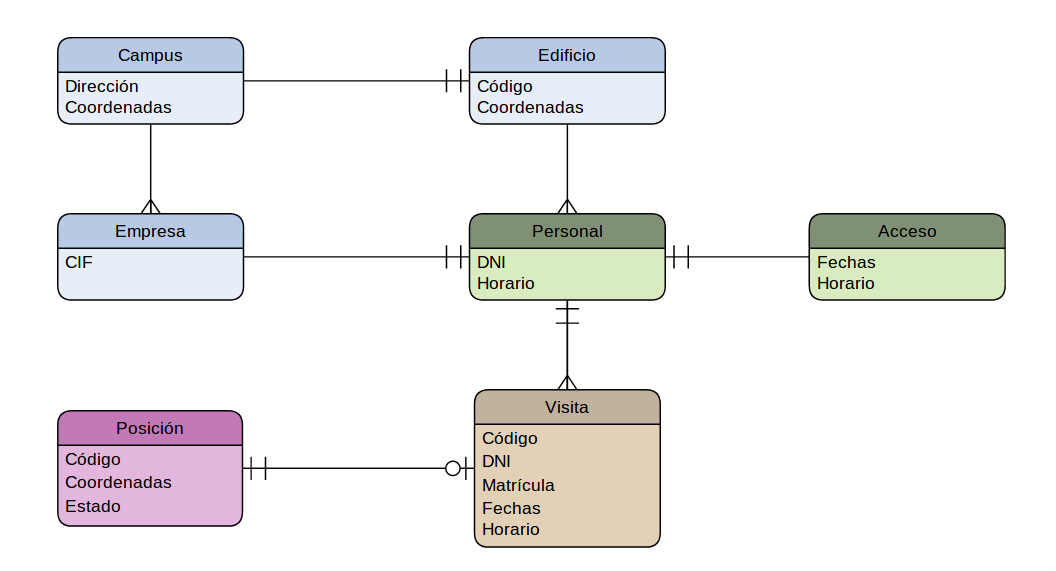 Campus
Dirección
Coordenadas
Edificio
Código
Coordenadas
Empresa
CIF
Personal
DNI
Horario
Acceso
Fechas
Horario
Posición
Código
Coordenadas
Estado
Visita
Código
DNI
Matrícula
Fechas
Horario